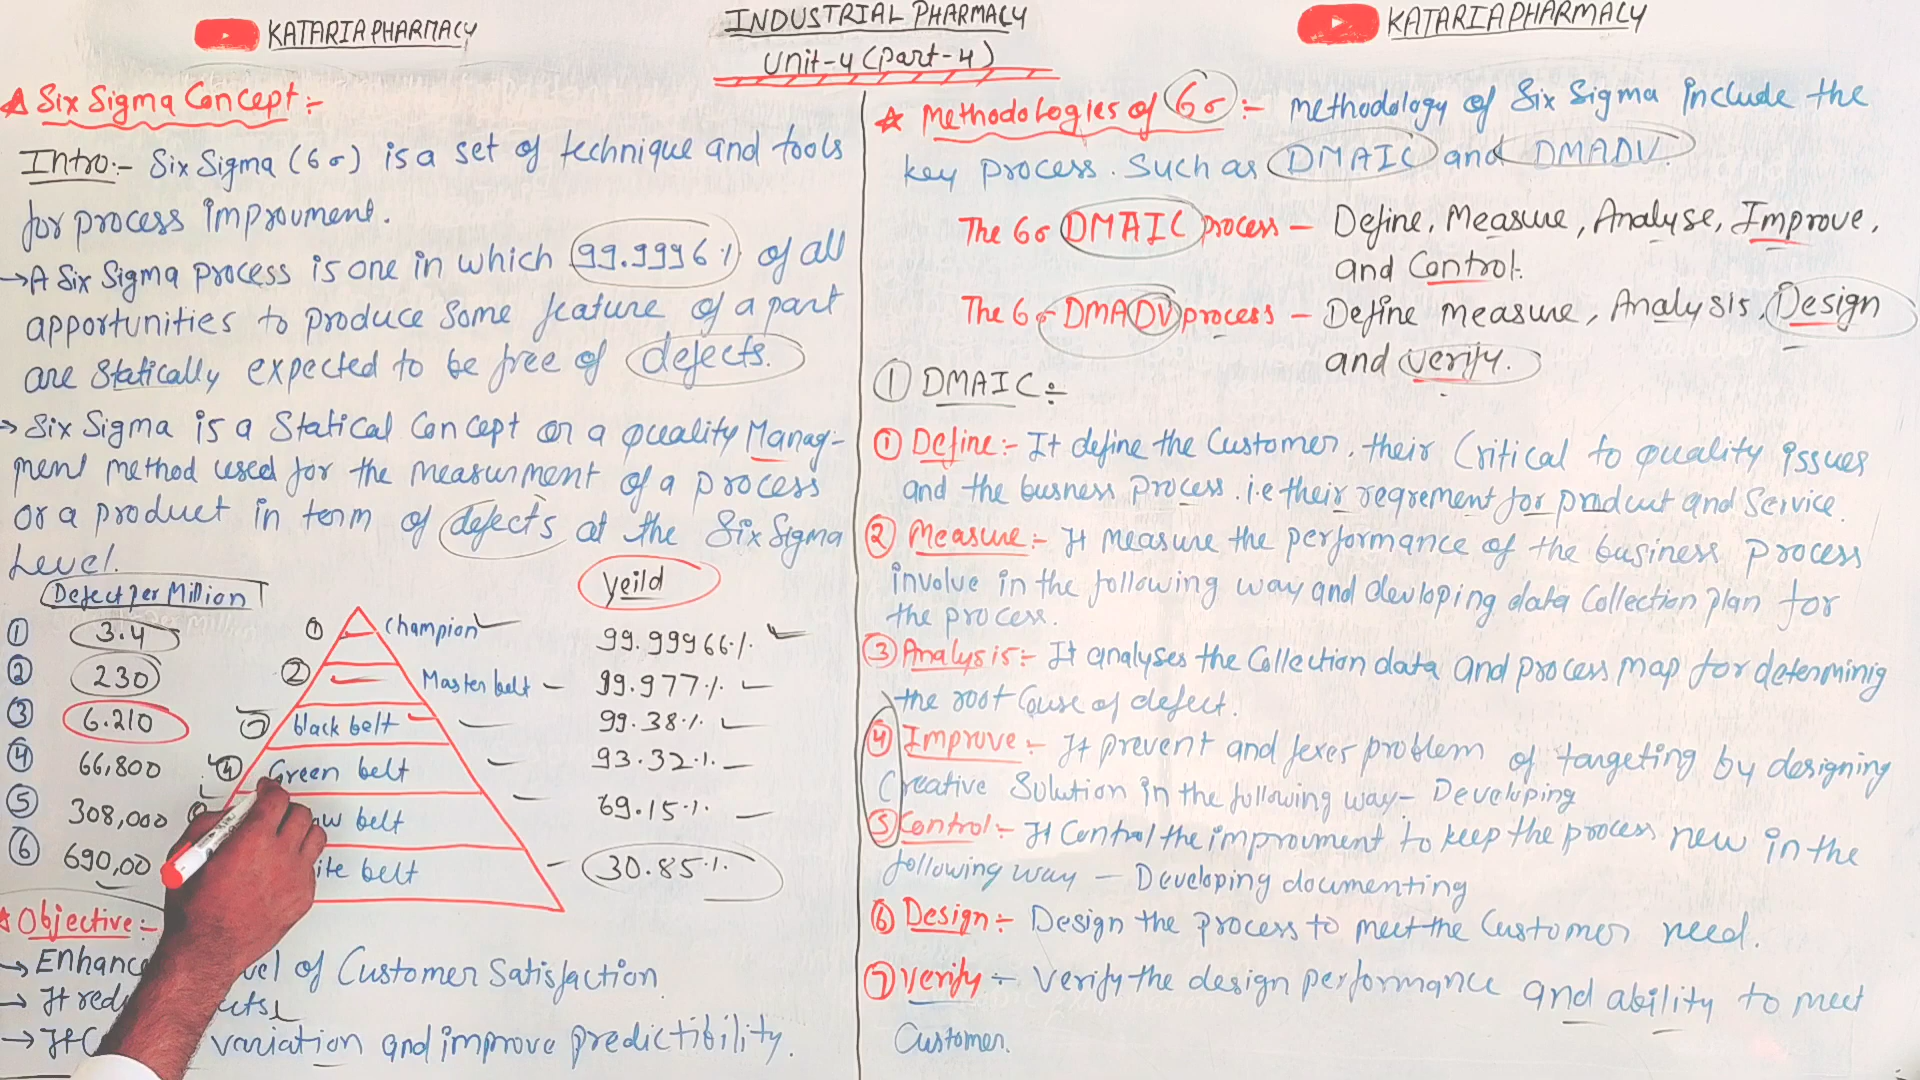 KATARIA PHARMACY
INDUSTRIAL PHARMACY
Unit-4 (Part-4)
KATARIA PHARMACY
Six Sigma Concept :-
Intro:- Six Sigma (6σ) is a set of technique and tools
for process improvment.
→ A Six Sigma process is one in which 99.9996% of all
apportunities to produce some feature of a part
are statically expected to be free of defects.
→ Six Sigma is a Statical Concept or a quality Manag-
ment method used for the measurment of a process
or a product in term of defects at the Six Sigma
Level.
Defect per Million
Yeild
① 3.4
② 230
③ 6.210
④ 66,800
⑤ 308,000
⑥ 690,00
① Champion
② Master belt
black belt
④ Green belt
belt
belt
99.99966%
99.977%
99.38%
93.32%
69.15%
30.85%
Objective:-
→ Enhance of Customer Satisfaction
→ It
→ It variation and improve predictibility.
Methodologies of 6σ :- Methodology of Six Sigma include the
key process. Such as DMAIC and DMADV.
The 6σ DMAIC process – Define, Measure, Analyse, Improve,
and Control.
The 6σ DMADV process – Define measure, Analysis, Design
and verify.
① DMAIC :-
① Define:- It define the Customer, their Critical to quality issues
and the busness process. i.e their reqrement for product and Service.
② Measure:- It measure the performance of the business process
involve in the following way and devloping data Collection plan for
the process.
③ Analysis:- It analyses the Collection data and process map for determinig
the root Couse of defect.
④ Improve:- It prevent and fexes problem of targeting by designing
Creative Solution in the following way – Developing
⑤ Control:- It Control the improvment to keep the process new in the
following way – Developing documenting
⑥ Design:- Design the process to meet the Customer need.
⑦ Verify:- Verify the design performance and ability to meet
Customer.